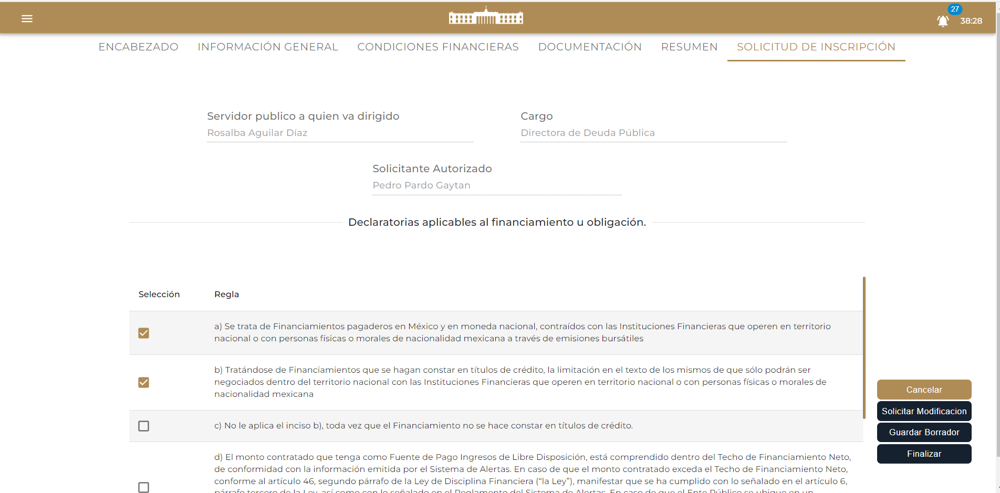 27
38:28
ENCABEZADO INFORMACIÓN GENERAL CONDICIONES FINANCIERAS DOCUMENTACIÓN RESUMEN SOLICITUD DE INSCRIPCIÓN
Servidor publico a quien va dirigido
Rosalba Aguilar Díaz
Cargo
Directora de Deuda Pública
Solicitante Autorizado
Pedro Pardo Gaytan
Declaratorias aplicables al financiamiento u obligación.
Selección Regla
a) Se trata de Financiamientos pagaderos en México y en moneda nacional, contraídos con las Instituciones Financieras que operen en territorio
nacional o con personas físicas o morales de nacionalidad mexicana a través de emisiones bursátiles
b) Tratándose de Financiamientos que se hagan constar en títulos de crédito, la limitación en el texto de los mismos de que sólo podrán ser
negociados dentro del territorio nacional con las Instituciones Financieras que operen en territorio nacional o con personas físicas o morales de
nacionalidad mexicana
c) No le aplica el inciso b), toda vez que el Financiamiento no se hace constar en títulos de crédito.
d) El monto contratado que tenga como Fuente de Pago Ingresos de Libre Disposición, está comprendido dentro del Techo de Financiamiento Neto,
de conformidad con la información emitida por el Sistema de Alertas. En caso de que el monto contratado exceda el Techo de Financiamiento Neto,
conforme al artículo 46, segundo párrafo de la Ley de Disciplina Financiera (“la Ley”), manifestar que se ha cumplido con lo señalado en el artículo 6,
párrafo tercero de la Ley, así como con lo señalado en el Reglamento del Sistema de Alertas. En caso de que el Ente Público se ubique en un
Cancelar
Solicitar Modificacion
Guardar Borrador
Finalizar